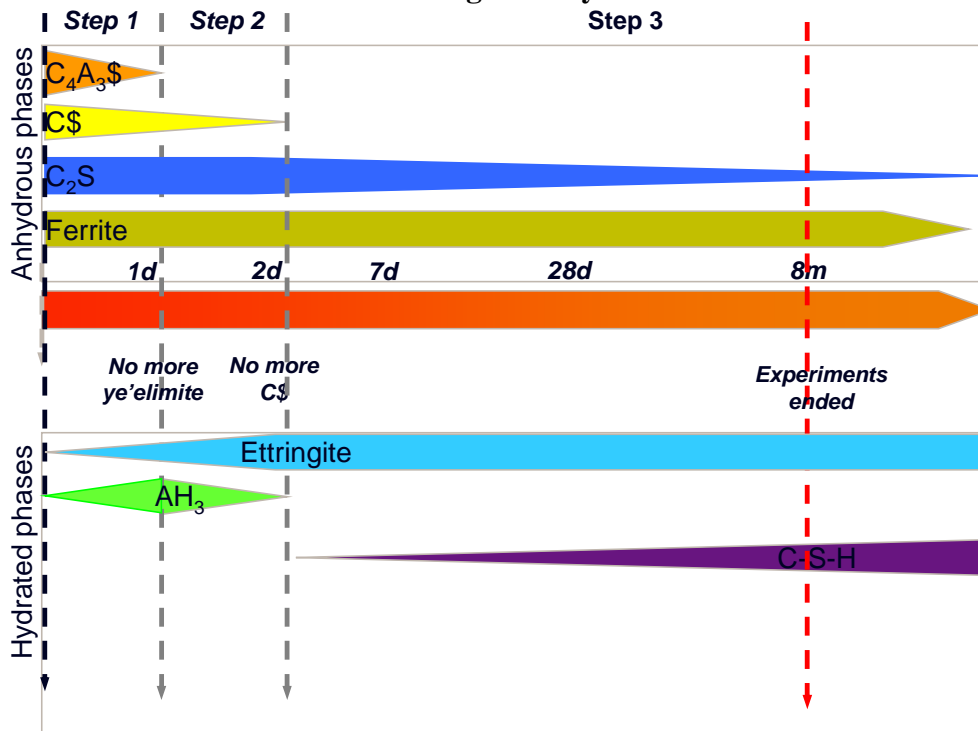 Step 1 Step 2 Step 3
Anhydrous phases
C₄A₃$
C$
C₂S
Ferrite
1d 2d 7d 28d 8m
No more
ye'elimite
No more
C$
Experiments
ended
Hydrated phases
Ettringite
AH₃
C-S-H